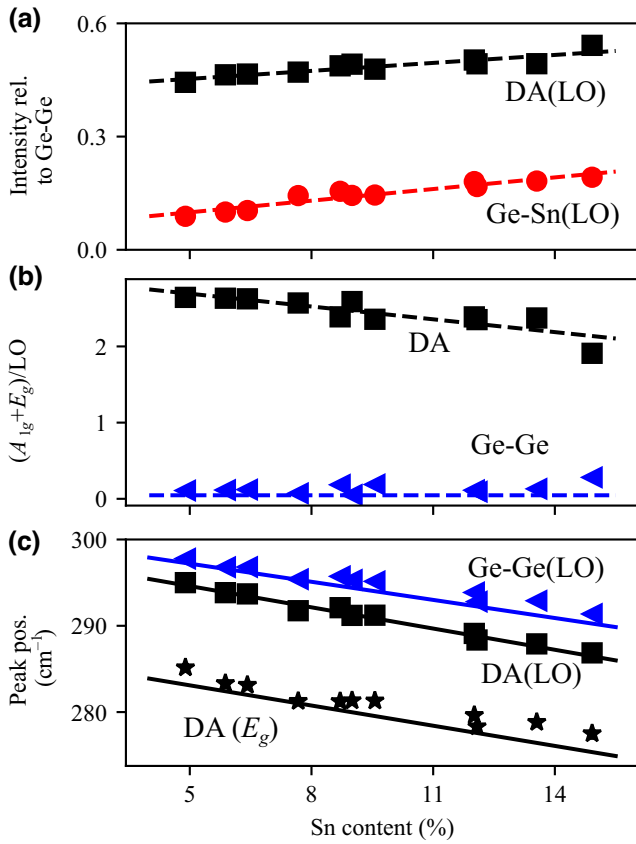 (a)
0.6
0.3
0.0
Intensity rel.
to Ge-Ge
DA(LO)
Ge-Sn(LO)
(b)
2
1
0
(A1g+Eg)/LO
DA
Ge-Ge
(c)
300
290
280
Peak pos.
(cm−1)
Ge-Ge(LO)
DA(LO)
DA (Eg)
5
8
11
14
Sn content (%)